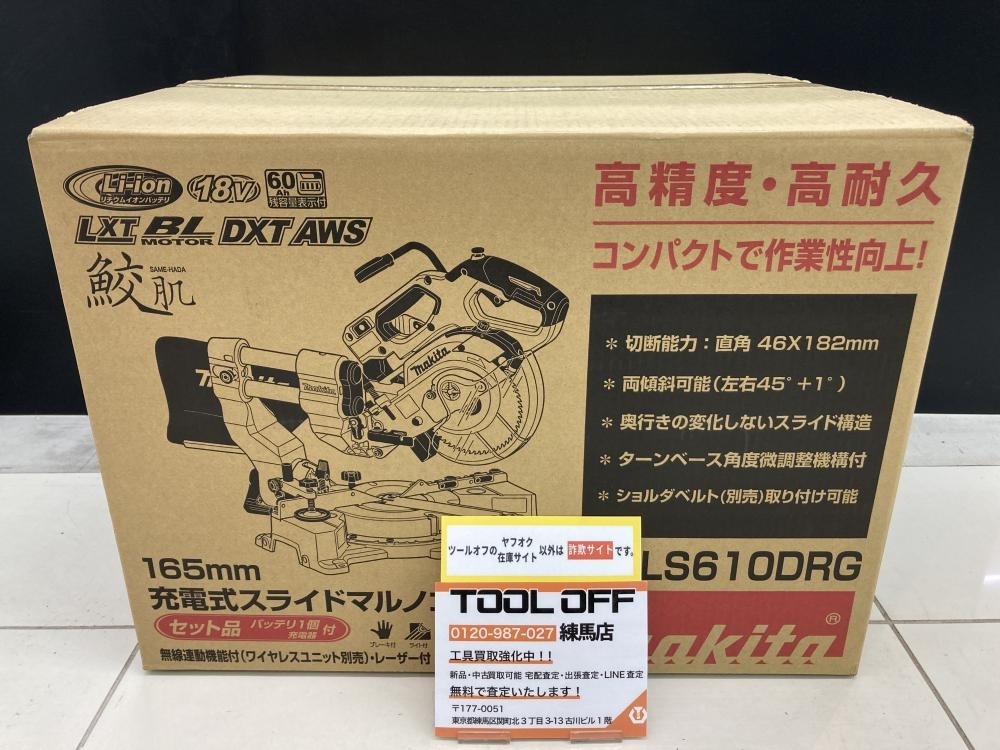 Li-ion
リチウムイオンバッテリ
18V
6.0
Ah
残容量表示付
LXT BL MOTOR DXT AWS
鮫肌
SAME-HADA
高精度・高耐久
コンパクトで作業性向上!
＊ 切断能力：直角 46X182mm
＊ 両傾斜可能(左右45°+1°)
＊ 奥行きの変化しないスライド構造
＊ ターンベース角度微調整機構付
＊ ショルダベルト(別売)取り付け可能
makita
Makita
165mm
充電式スライドマルノ
セット品 バッテリ1個 充電器 付
ブレーキ付
ライト付
無線連動機能付(ワイヤレスユニット別売)・レーザー付
LS610DRG
makita
®
ツールオフの ヤフオク 在庫サイト 以外は 詐欺サイト です。
TOOL OFF
0120-987-027 練馬店
工具買取強化中！！
新品・中古買取可能 宅配査定・出張査定・LINE査定
無料で査定いたします！
〒177-0051
東京都練馬区関町北3丁目3-13 古川ビル1階